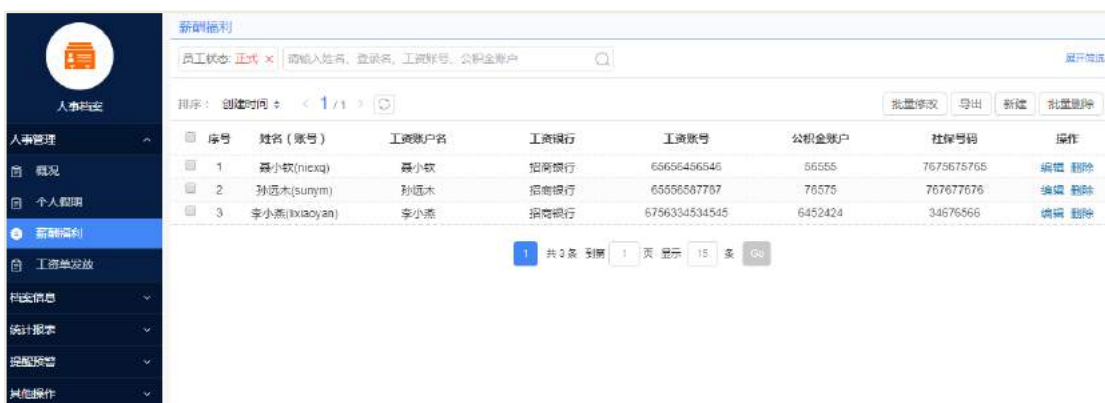 薪酬福利
员工状态: 正式 × 请输入姓名、登录名、工资账号、公积金账户
展开筛选
人事档案
排序： 创建时间 < 1 / 1 >
批量修改 导出 新建 批量删除
人事管理
序号 姓名（账号） 工资账户名 工资银行 工资账号 公积金账户 社保号码 操作
概况
1 聂小钦(niexq) 聂小钦 招商银行 65656456546 56555 7675675765 编辑 删除
2 孙远木(sunym) 孙远木 招商银行 65556587787 76575 767677676 编辑 删除
个人假期
3 李小燕(lixiaoyan) 李小燕 招商银行 6756334534545 6452424 34676566 编辑 删除
薪酬福利
1 共 3 条 到第 1 页 显示 15 条 Go
工资单发放
档案信息
统计报表
提醒预警
其他操作